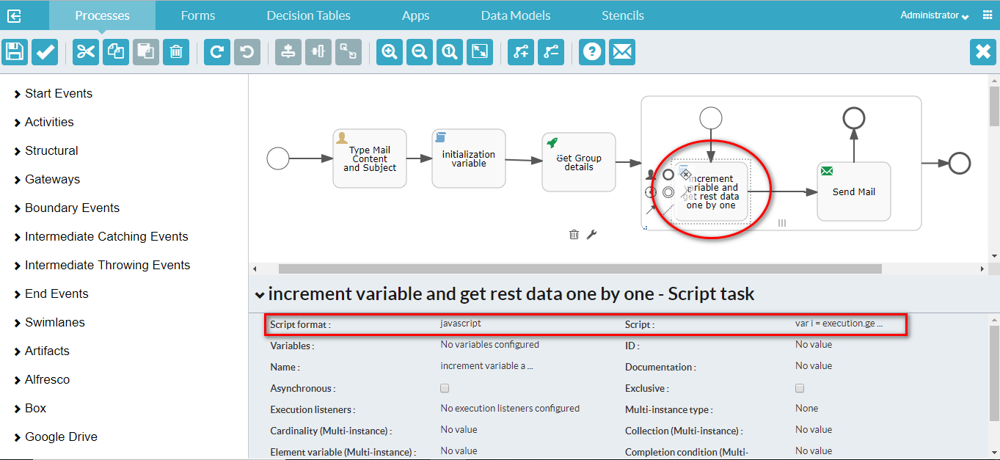 Processes
Forms
Decision Tables
Apps
Data Models
Stencils
Administrator
1
?
Start Events
Activities
Structural
Gateways
Boundary Events
Intermediate Catching Events
Intermediate Throwing Events
End Events
Swimlanes
Artifacts
Alfresco
Box
Google Drive
Type Mail
Content
and Subject
initialization
variable
Get Group
details
increment
variable and
get rest data
one by one
Send Mail
increment variable and get rest data one by one - Script task
Script format : javascript Script : var i = execution.ge ...
Variables : No variables configured ID : No value
Name : increment variable a ... Documentation : No value
Asynchronous : Exclusive :
Execution listeners : No execution listeners configured Multi-instance type : None
Cardinality (Multi-instance) : No value Collection (Multi-instance) : No value
Element variable (Multi-instance) : No value Completion condition (Multi- No value